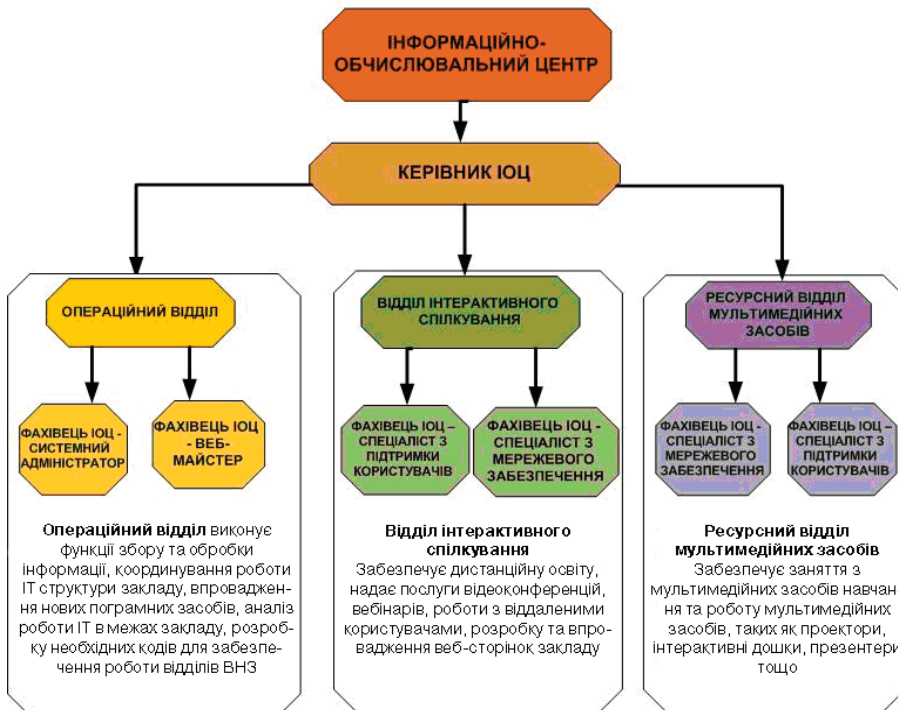 ІНФОРМАЦІЙНО-
ОБЧИСЛЮВАЛЬНИЙ ЦЕНТР
КЕРІВНИК ІОЦ
ОПЕРАЦІЙНИЙ ВІДДІЛ
ФАХІВЕЦЬ ІОЦ -
СИСТЕМНИЙ
АДМІНІСТРАТОР
ФАХІВЕЦЬ ІОЦ
- ВЕБ-
МАЙСТЕР
Операційний відділ виконує
функції збору та обробки
інформації, координування роботи
ІТ структури закладу, впроваджен-
ня нових пограмних засобів, аналіз
роботи ІТ в межах закладу, розроб-
ку необхідних кодів для забезпе-
чення роботи відділів ВНЗ
ВІДДІЛ ІНТЕРАКТИВНОГО
СПІЛКУВАННЯ
ФАХІВЕЦЬ ІОЦ –
СПЕЦІАЛІСТ З
ПІДТРИМКИ
КОРИСТУВАЧІВ
ФАХІВЕЦЬ ІОЦ -
СПЕЦІАЛІСТ З
МЕРЕЖЕВОГО
ЗАБЕЗПЕЧЕННЯ
Відділ інтерактивного
спілкування
Забезпечує дистанційну освіту,
надає послуги відеоконференцій,
вебінарів, роботи з віддаленими
користувачами, розробку та впро-
вадження веб-сторінок закладу
РЕСУРСНИЙ ВІДДІЛ
МУЛЬТИМЕДІЙНИХ
ЗАСОБІВ
ФАХІВЕЦЬ ІОЦ -
СПЕЦІАЛІСТ З
МЕРЕЖЕВОГО
ЗАБЕЗПЕЧЕННЯ
ФАХІВЕЦЬ ІОЦ –
СПЕЦІАЛІСТ З
ПІДТРИМКИ
КОРИСТУВАЧІВ
Ресурсний відділ
мультимедійних засобів
Забезпечує заняття з
мультимедійних засобів навчан-
ня та роботу мультимедійних
засобів, таких як проектори,
інтерактивні дошки, презентери
тощо